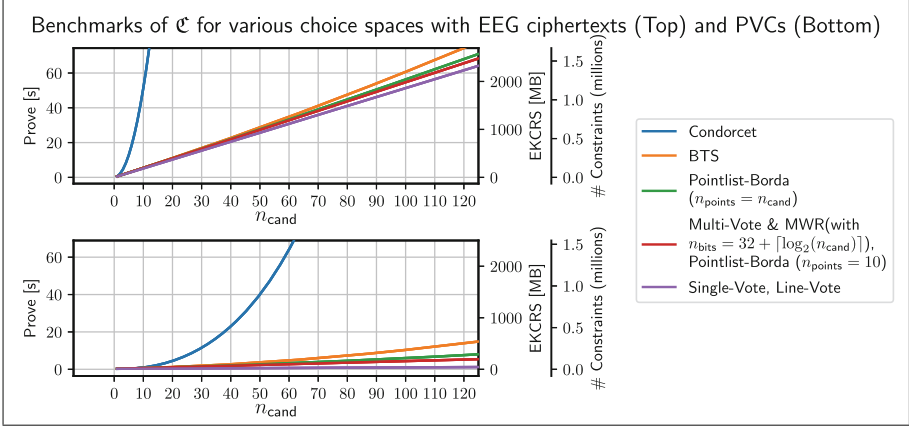 Benchmarks of ℭ for various choice spaces with EEG ciphertexts (Top) and PVCs (Bottom)
Prove [s]
60
40
20
0
0 10 20 30 40 50 60 70 80 90 100 110 120
n_cand
2000
1000
0
EKCRS [MB]
1.5
1.0
0.5
0.0
# Constraints (millions)
Prove [s]
60
40
20
0
0 10 20 30 40 50 60 70 80 90 100 110 120
n_cand
2000
1000
0
EKCRS [MB]
1.5
1.0
0.5
0.0
# Constraints (millions)
Condorcet
BTS
Pointlist-Borda
(n_points = n_cand)
Multi-Vote & MWR(with
n_bits = 32 + ⌈log₂(n_cand)⌉),
Pointlist-Borda (n_points = 10)
Single-Vote, Line-Vote